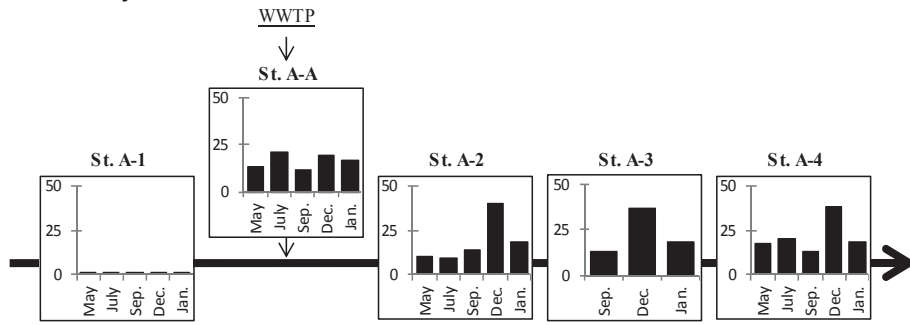 WWTP
St. A-A
50
25
0
May July Sep. Dec. Jan.
St. A-1
50
25
0
May July Sep. Dec. Jan.
St. A-2
50
25
0
May July Sep. Dec. Jan.
St. A-3
50
25
0
Sep. Dec. Jan.
St. A-4
50
25
0
May July Sep. Dec. Jan.